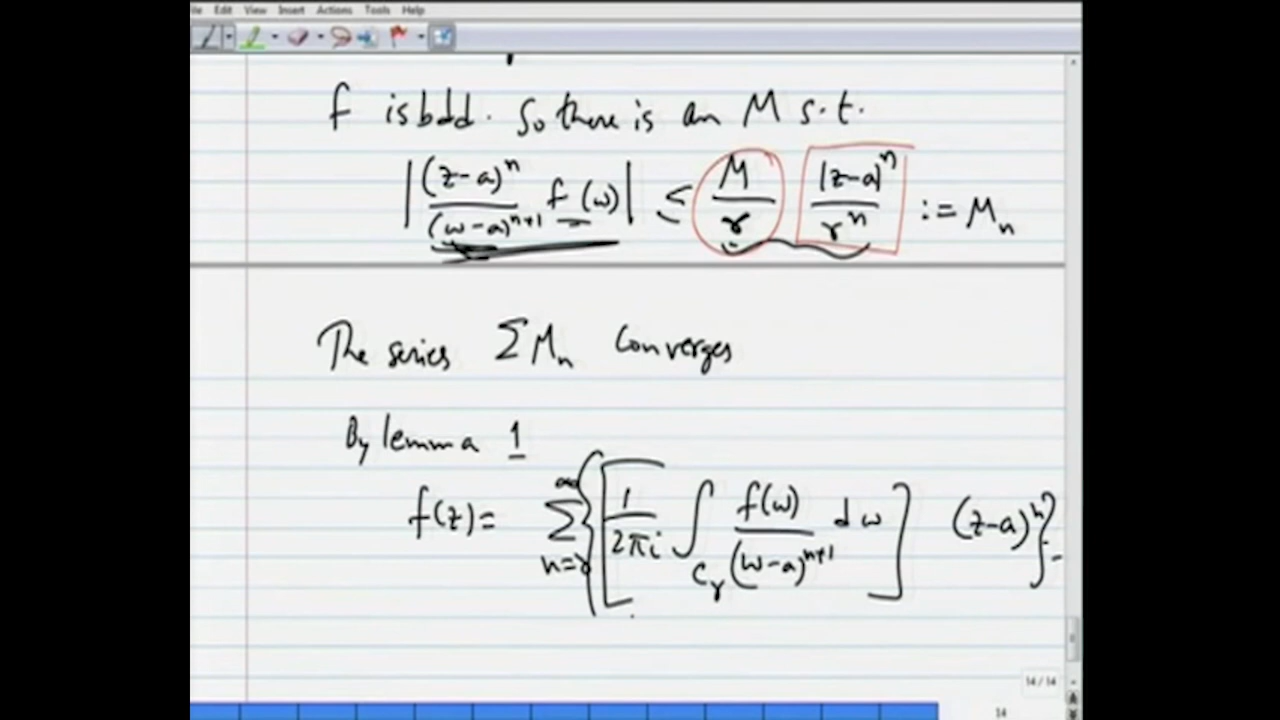 File Edit View Insert Actions Tools Help
f is bdd. So there is an M s.t.
|(z-a)^n / (w-a)^{n+1} f(w)| ≤ M/r |z-a|^n / r^n := M_n
The series ΣM_n Converges
By lemma 1
f(z) = Σ_{n=0}^∞ {[1/2πi ∫_{C_r} f(w)/(w-a)^{n+1} dw] (z-a)^n}.
14 / 14
14